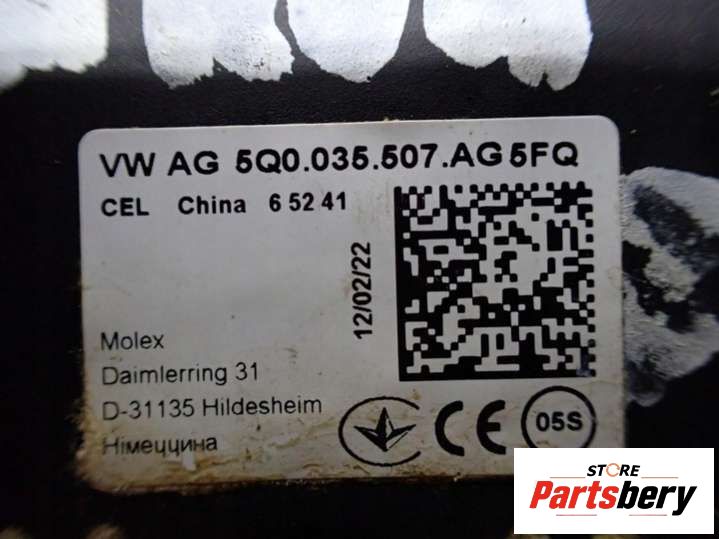 VW AG 5Q0.035.507.AG 5FQ
CEL China 6 52 41
12/02/22
Molex
Daimlerring 31
D-31135 Hildesheim
Німеччина
CE
05S
STORE
Partsbery